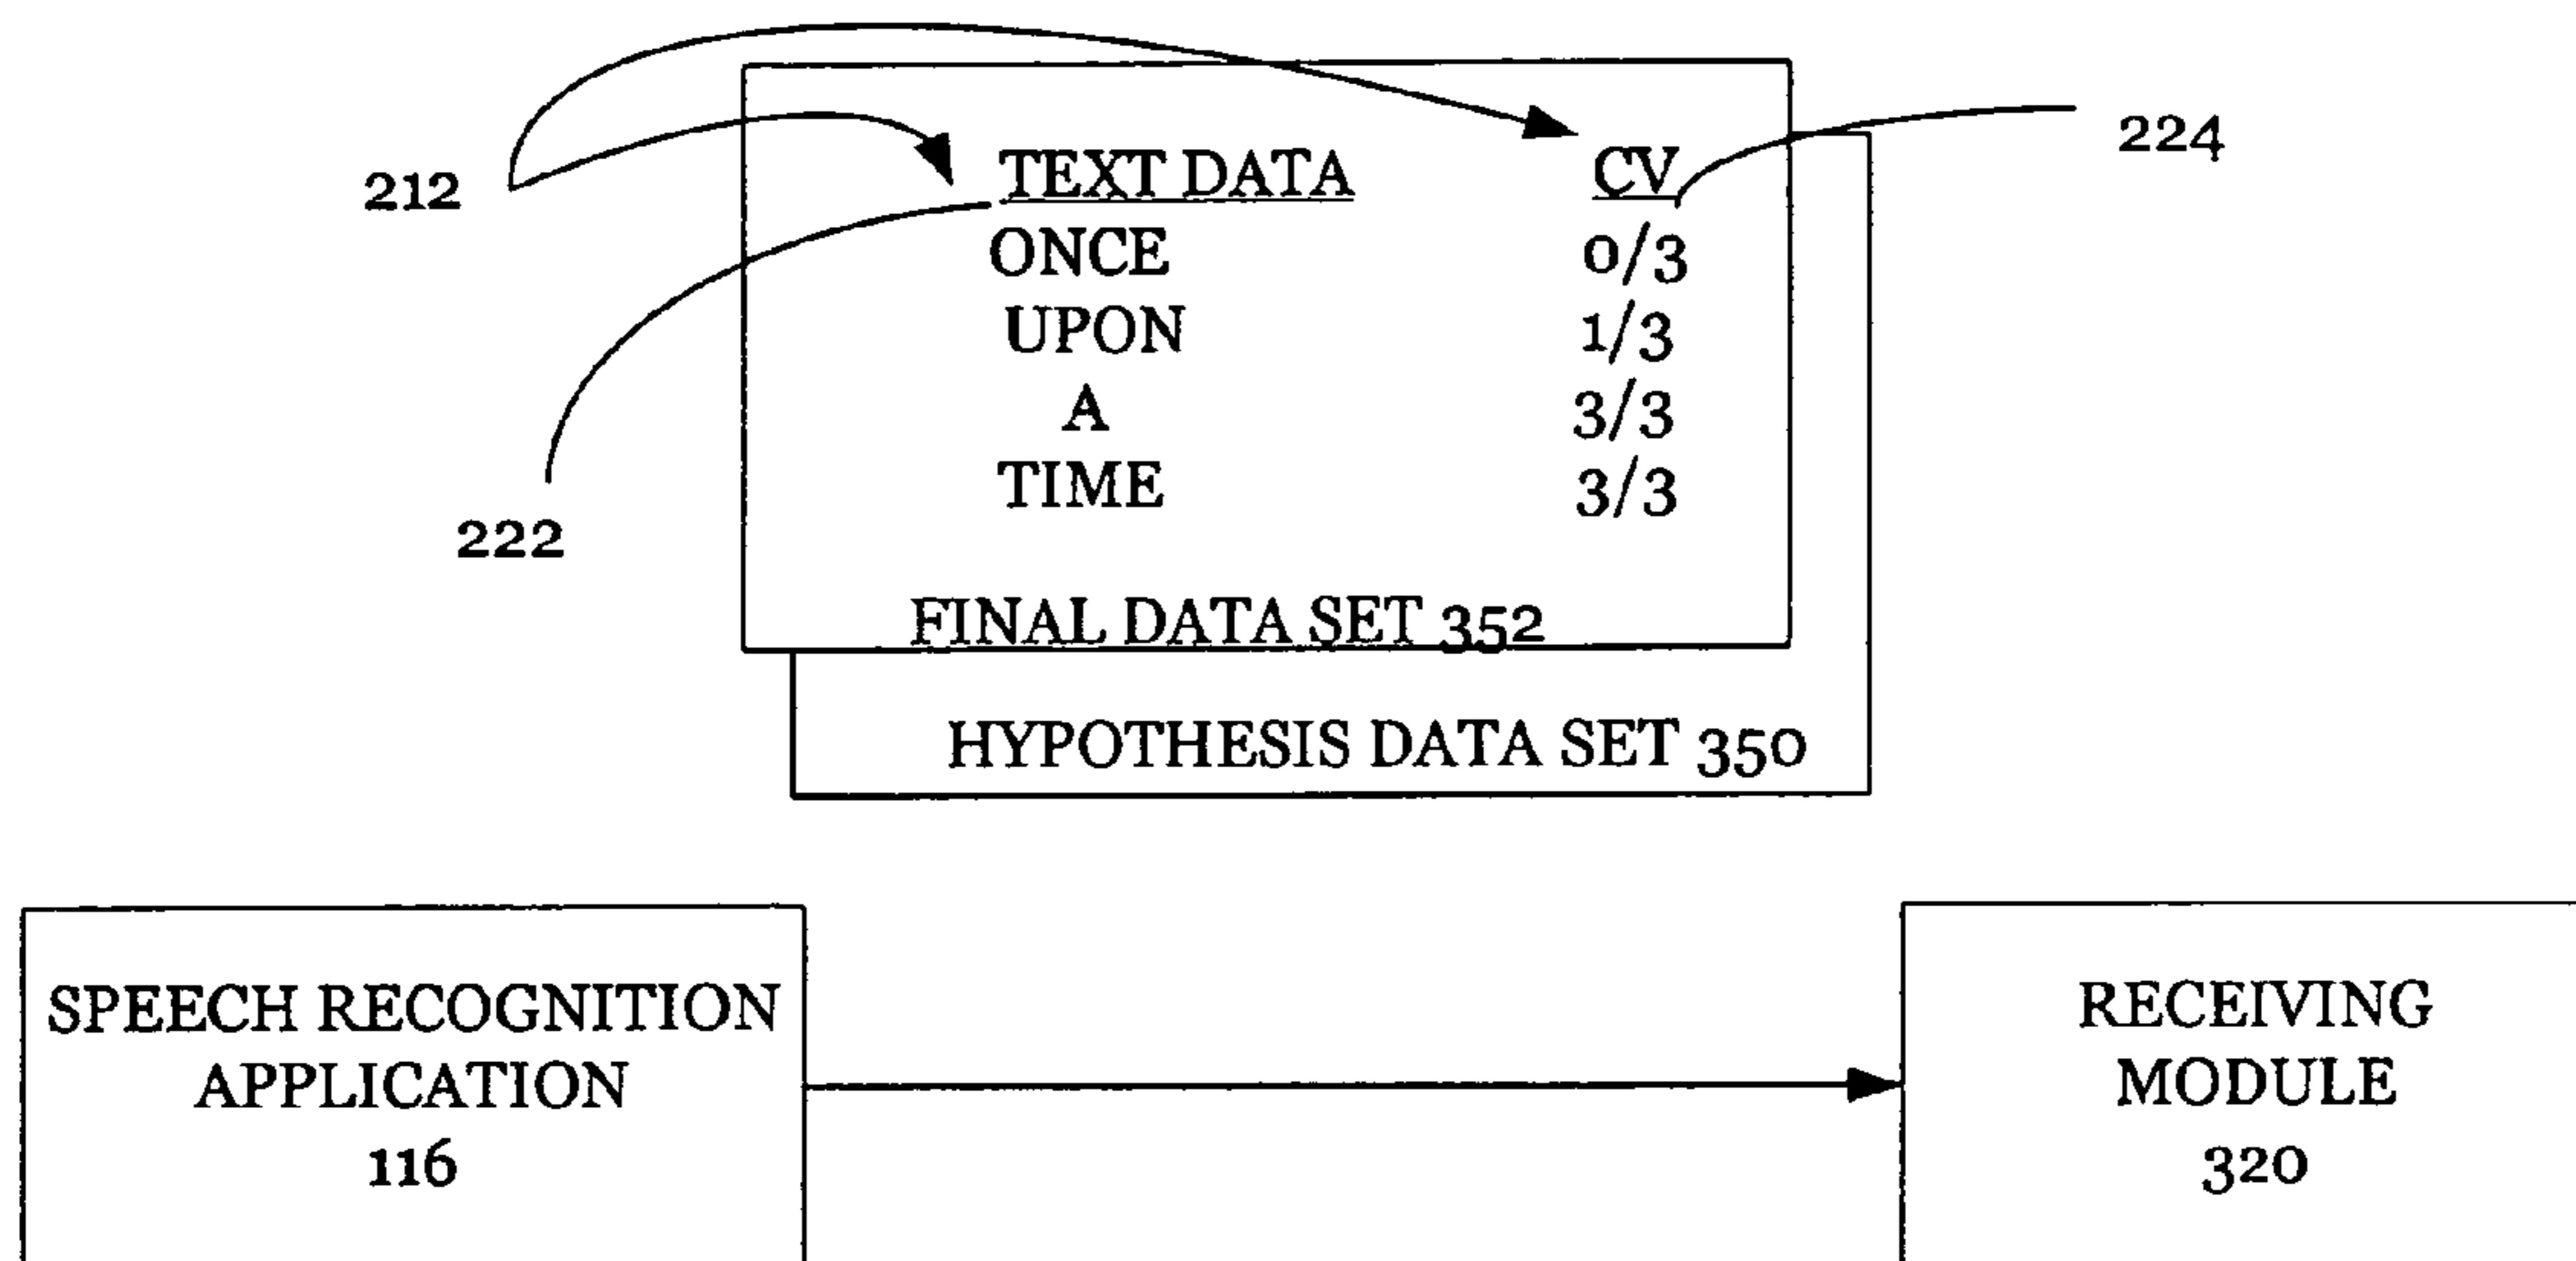 224
212
TEXT DATA CV
ONCE 0/3
UPON 1/3
A 3/3
TIME 3/3
222
FINAL DATA SET 352
HYPOTHESIS DATA SET 350
SPEECH RECOGNITION
APPLICATION
116
RECEIVING
MODULE
320